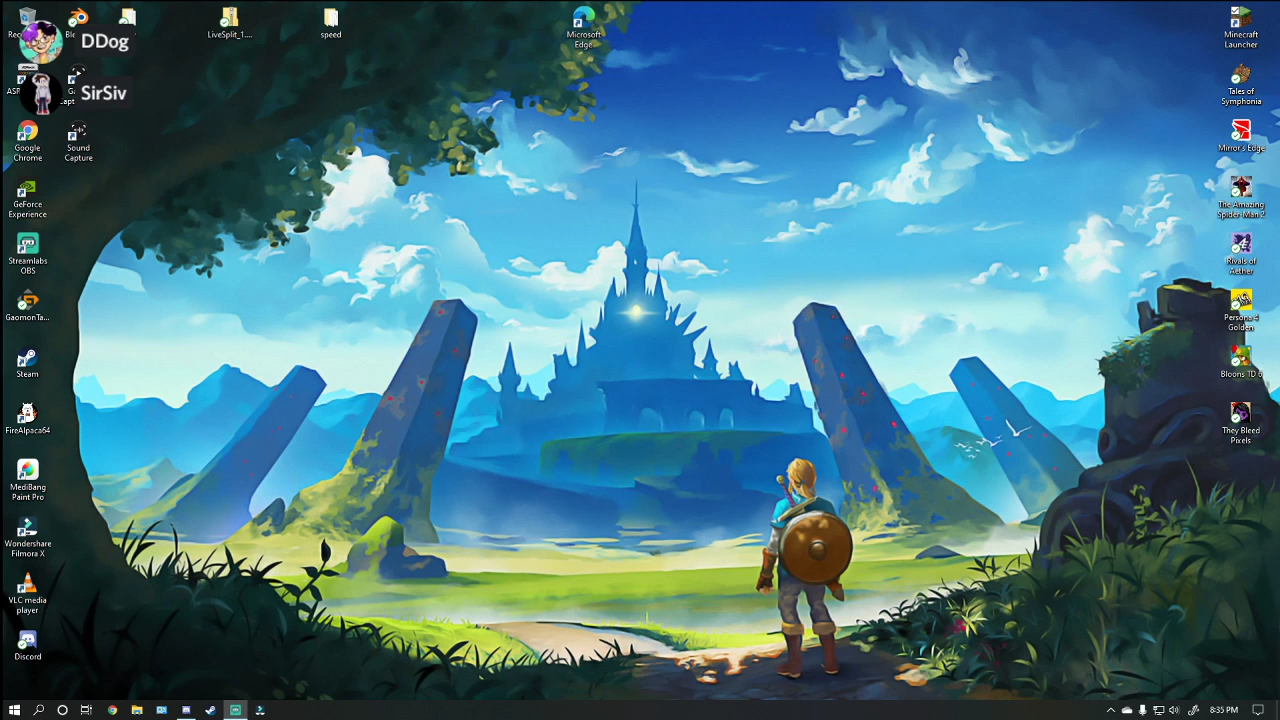 DDog
SirSiv
LiveSplit_1....
speed
Microsoft
Edge
Google
Chrome
Sound
Capture
GeForce
Experience
Streamlabs
OBS
GaomonTa...
Steam
FireAlpaca64
MediBang
Paint Pro
Wondershare
Filmora X
VLC media
player
Discord
Minecraft
Launcher
Tales of
Symphonia
Mirror's Edge
The Amazing
Spider-Man 2
Rivals of
Aether
Persona 4
Golden
Bloons TD 6
They Bleed
Pixels
8:35 PM